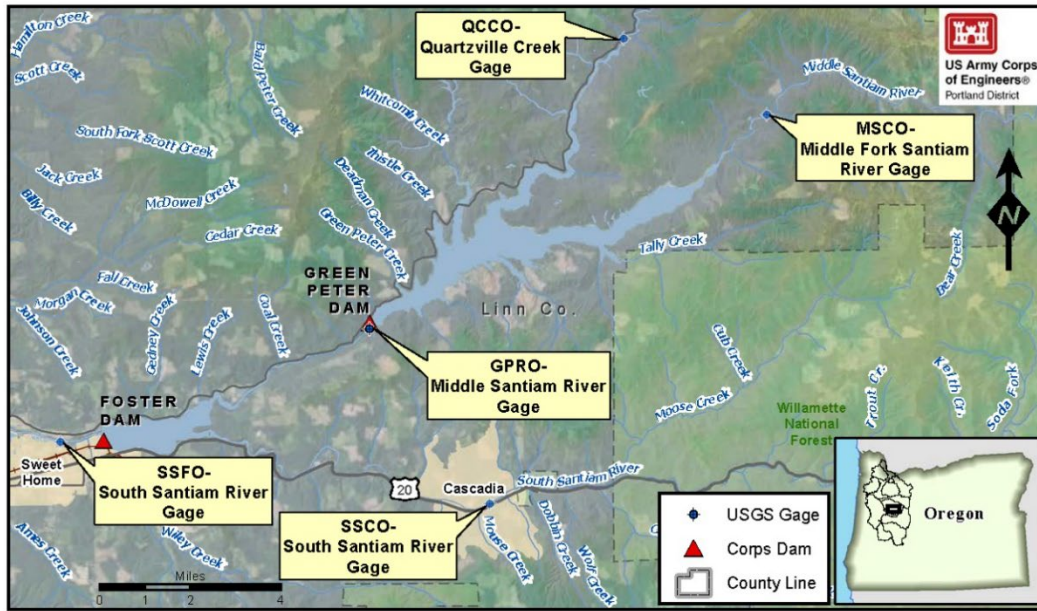 Hamilton Creek
Scott Creek
South Fork Scott Creek
Jack Creek
Billy Creek
McDowell Creek
Cedar Creek
Bald Peter Creek
Whitcomb Creek
Thistle Creek
Deadman Creek
Green Peter Creek
QCCO-
Quartzville Creek
Gage
Middle Santiam
River
MSCO-
Middle Fork Santiam
River Gage
US Army Corps
of Engineers®
Portland District
N
Fall Creek
Morgan Creek
Johnson Creek
Gedney Creek
Lewis Creek
Coal Creek
GREEN
PETER
DAM
Linn Co.
Tally Creek
Bear Creek
GPRO-
Middle Santiam River
Gage
Cub Creek
Moose Creek
Trout Cr.
Keith Cr.
Soda Fork
Willamette
National
Forest
FOSTER
DAM
Sweet
Home
SSFO-
South Santiam River
Gage
20
Cascadia
South Santiam River
SSCO-
South Santiam River
Gage
Mouse Creek
Dobbin Creek
Wolf Creek
Ames Creek
Wiley Creek
Miles
0 1 2 4
USGS Gage
Corps Dam
County Line
Oregon